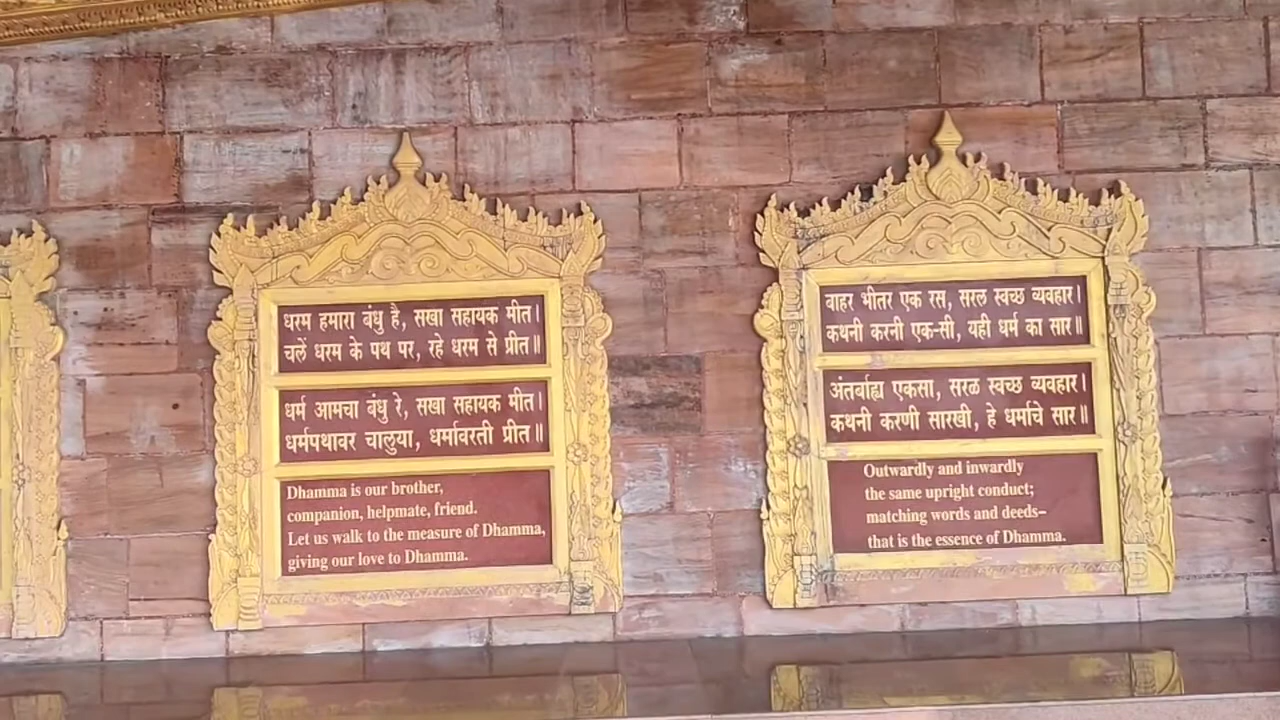 धरम हमारा बंधु है, सखा सहायक मीत।
चलें धरम के पथ पर, रहे धरम से प्रीत॥
धर्म आमचा बंधु रे, सखा सहायक मीत।
धर्मपथावर चालुया, धर्मावरती प्रीत॥
Dhamma is our brother,
companion, helpmate, friend.
Let us walk to the measure of Dhamma,
giving our love to Dhamma.
बाहर भीतर एक रस, सरल स्वच्छ व्यवहार।
कथनी करनी एक-सी, यही धर्म का सार॥
अंतर्बाह्य एकसा, सरळ स्वच्छ व्यवहार।
कथनी करणी सारखी, हे धर्माचे सार॥
Outwardly and inwardly
the same upright conduct;
matching words and deeds–
that is the essence of Dhamma.